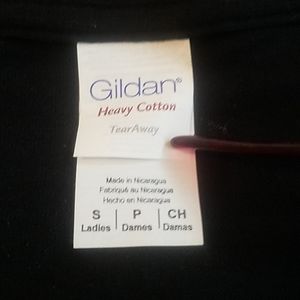 Gildan®
Heavy Cotton
TearAway
Made in Nicaragua
Fabriqué au Nicaragua
Hecho en Nicaragua
S | P | CH
Ladies | Dames | Damas